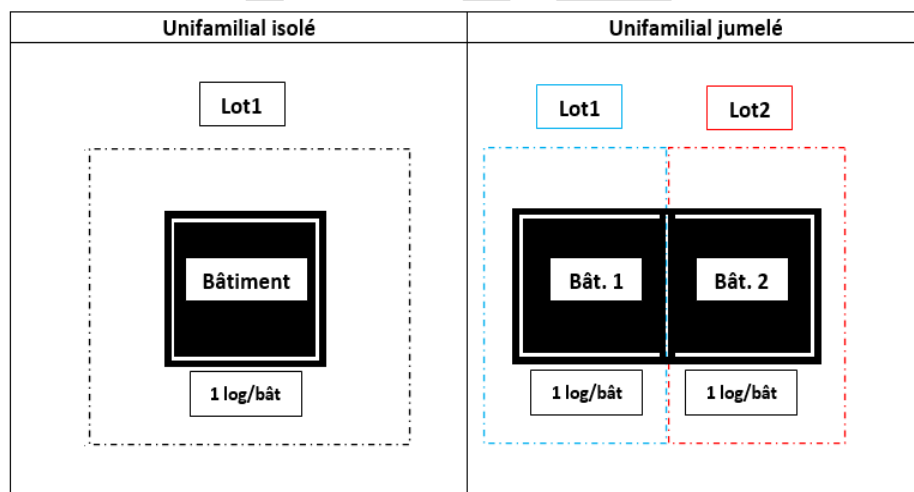 Unifamilial isolé
Unifamilial jumelé
Lot1
Lot1
Lot2
Bâtiment
Bât. 1
Bât. 2
1 log/bât
1 log/bât
1 log/bât